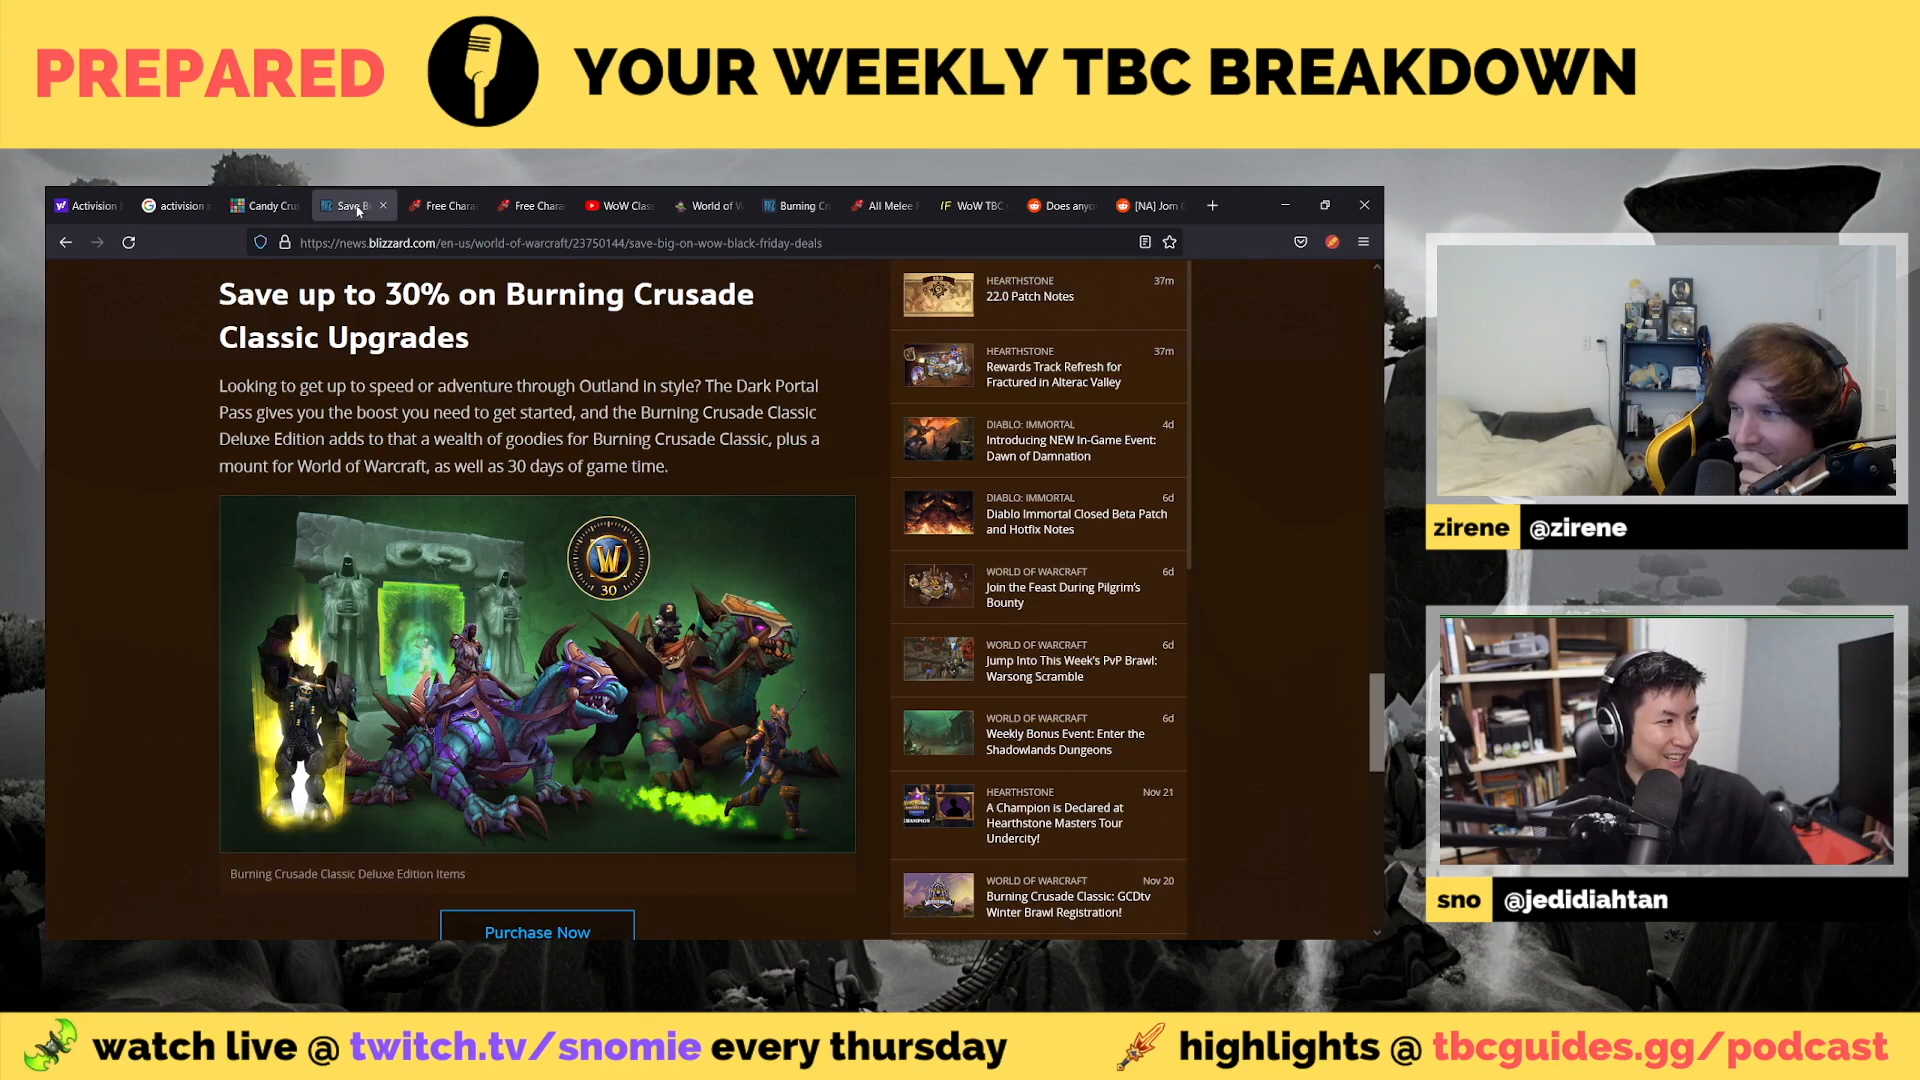 PREPARED
YOUR WEEKLY TBC BREAKDOWN
Activision
activision s
Candy Crus
Save B
Free Chara
Free Chara
WoW Clas
World of W
Burning Cr
All Melee F
WoW TBC
Does anyo
[NA] Jom G
https://news.blizzard.com/en-us/world-of-warcraft/23750144/save-big-on-wow-black-friday-deals
Save up to 30% on Burning Crusade
Classic Upgrades
Looking to get up to speed or adventure through Outland in style? The Dark Portal
Pass gives you the boost you need to get started, and the Burning Crusade Classic
Deluxe Edition adds to that a wealth of goodies for Burning Crusade Classic, plus a
mount for World of Warcraft, as well as 30 days of game time.
W
30
Burning Crusade Classic Deluxe Edition Items
Purchase Now
HEARTHSTONE 37m
22.0 Patch Notes
HEARTHSTONE 37m
Rewards Track Refresh for
Fractured in Alterac Valley
DIABLO: IMMORTAL 4d
Introducing NEW In-Game Event:
Dawn of Damnation
DIABLO: IMMORTAL 6d
Diablo Immortal Closed Beta Patch
and Hotfix Notes
WORLD OF WARCRAFT 6d
Join the Feast During Pilgrim's
Bounty
WORLD OF WARCRAFT 6d
Jump Into This Week's PvP Brawl:
Warsong Scramble
WORLD OF WARCRAFT 6d
Weekly Bonus Event: Enter the
Shadowlands Dungeons
HEARTHSTONE Nov 21
A Champion is Declared at
Hearthstone Masters Tour
Undercity!
WORLD OF WARCRAFT Nov 20
Burning Crusade Classic: GCDtv
Winter Brawl Registration!
zirene @zirene
sno @jedidiahtan
watch live @ twitch.tv/snomie every thursday
highlights @ tbcguides.gg/podcast